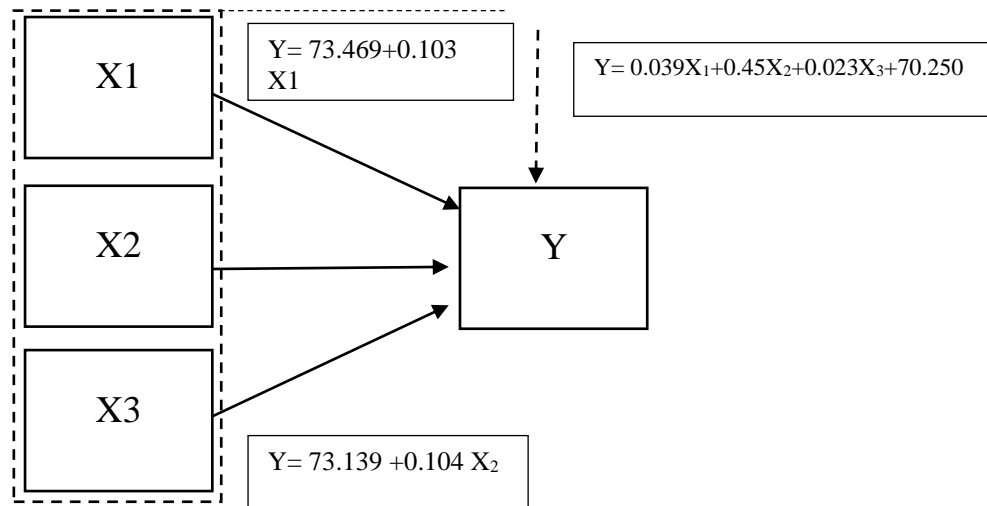 X1
Y= 73.469+0.103
X1
Y= 0.039X₁+0.45X₂+0.023X₃+70.250
X2
Y
X3
Y= 73.139 +0.104 X₂